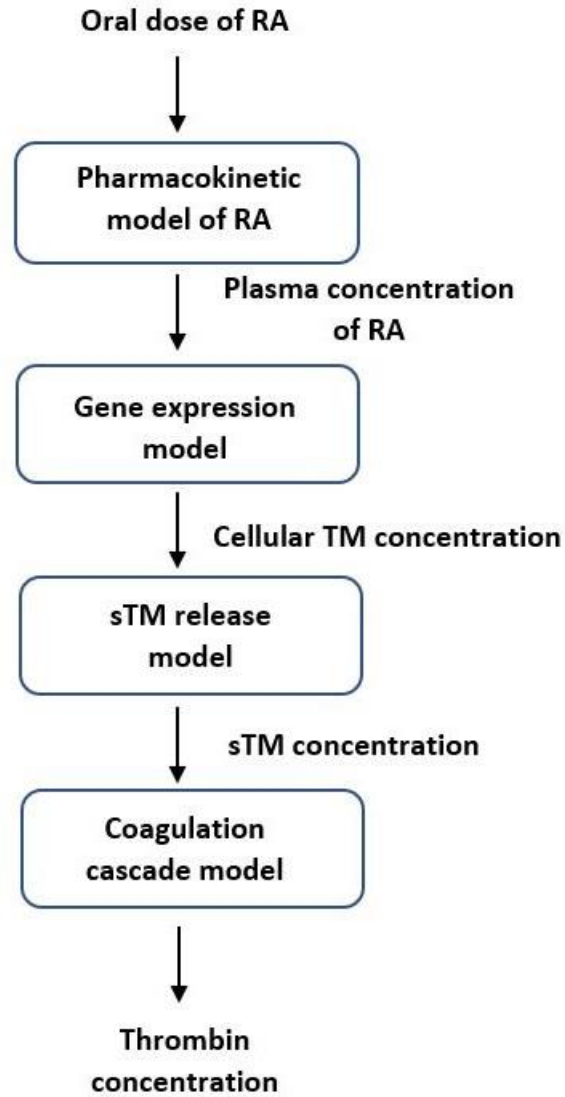 Oral dose of RA
Pharmacokinetic
model of RA
Plasma concentration
of RA
Gene expression
model
Cellular TM concentration
sTM release
model
sTM concentration
Coagulation
cascade model
Thrombin
concentration